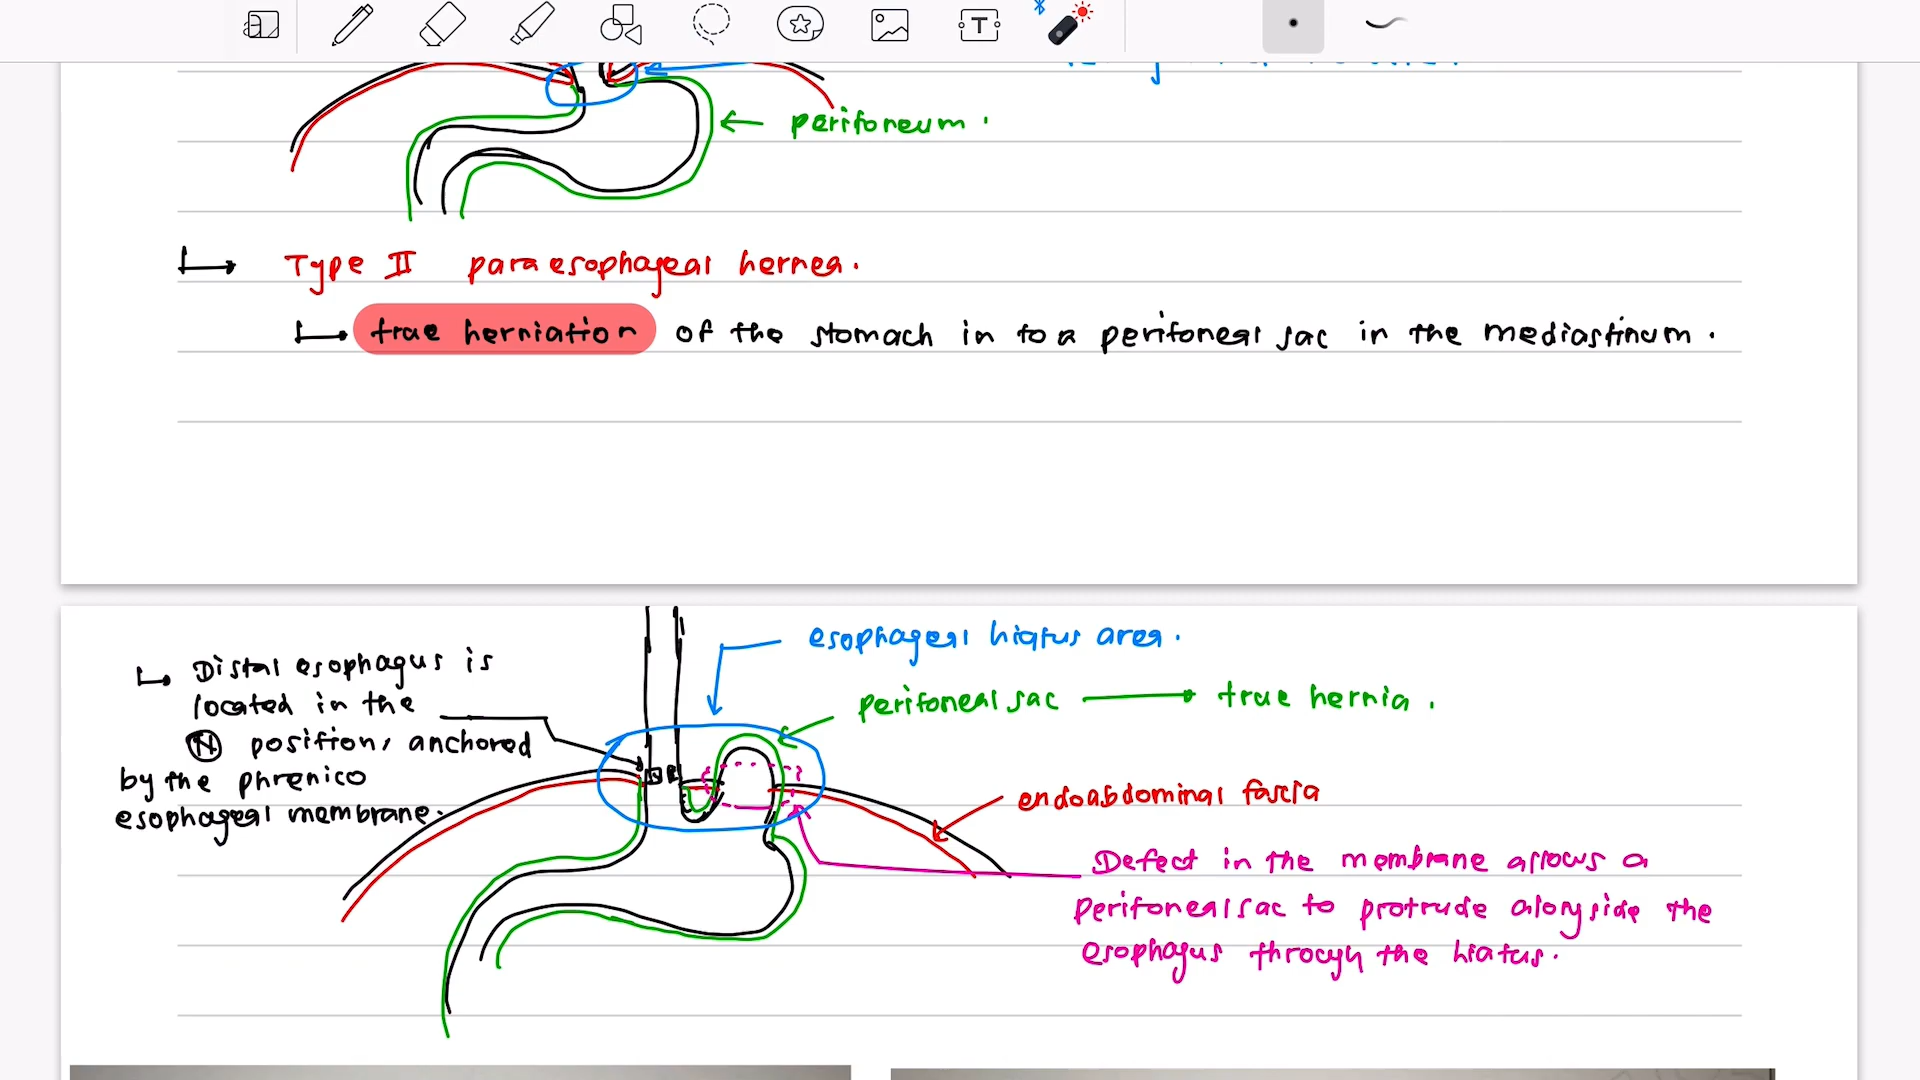 peritoneum.
Type II paraesophageal hernea.
true herniation of the stomach in to a peritoneal sac in the mediastinum.
esophageal hiatus area.
Distal esophagus is
located in the
N position, anchored
by the phrenico
esophageal membrane.
peritoneal sac → true hernia.
endoabdominal fascia
Defect in the membrane allows a
peritoneal sac to protrude alongside the
esophagus through the hiatus.